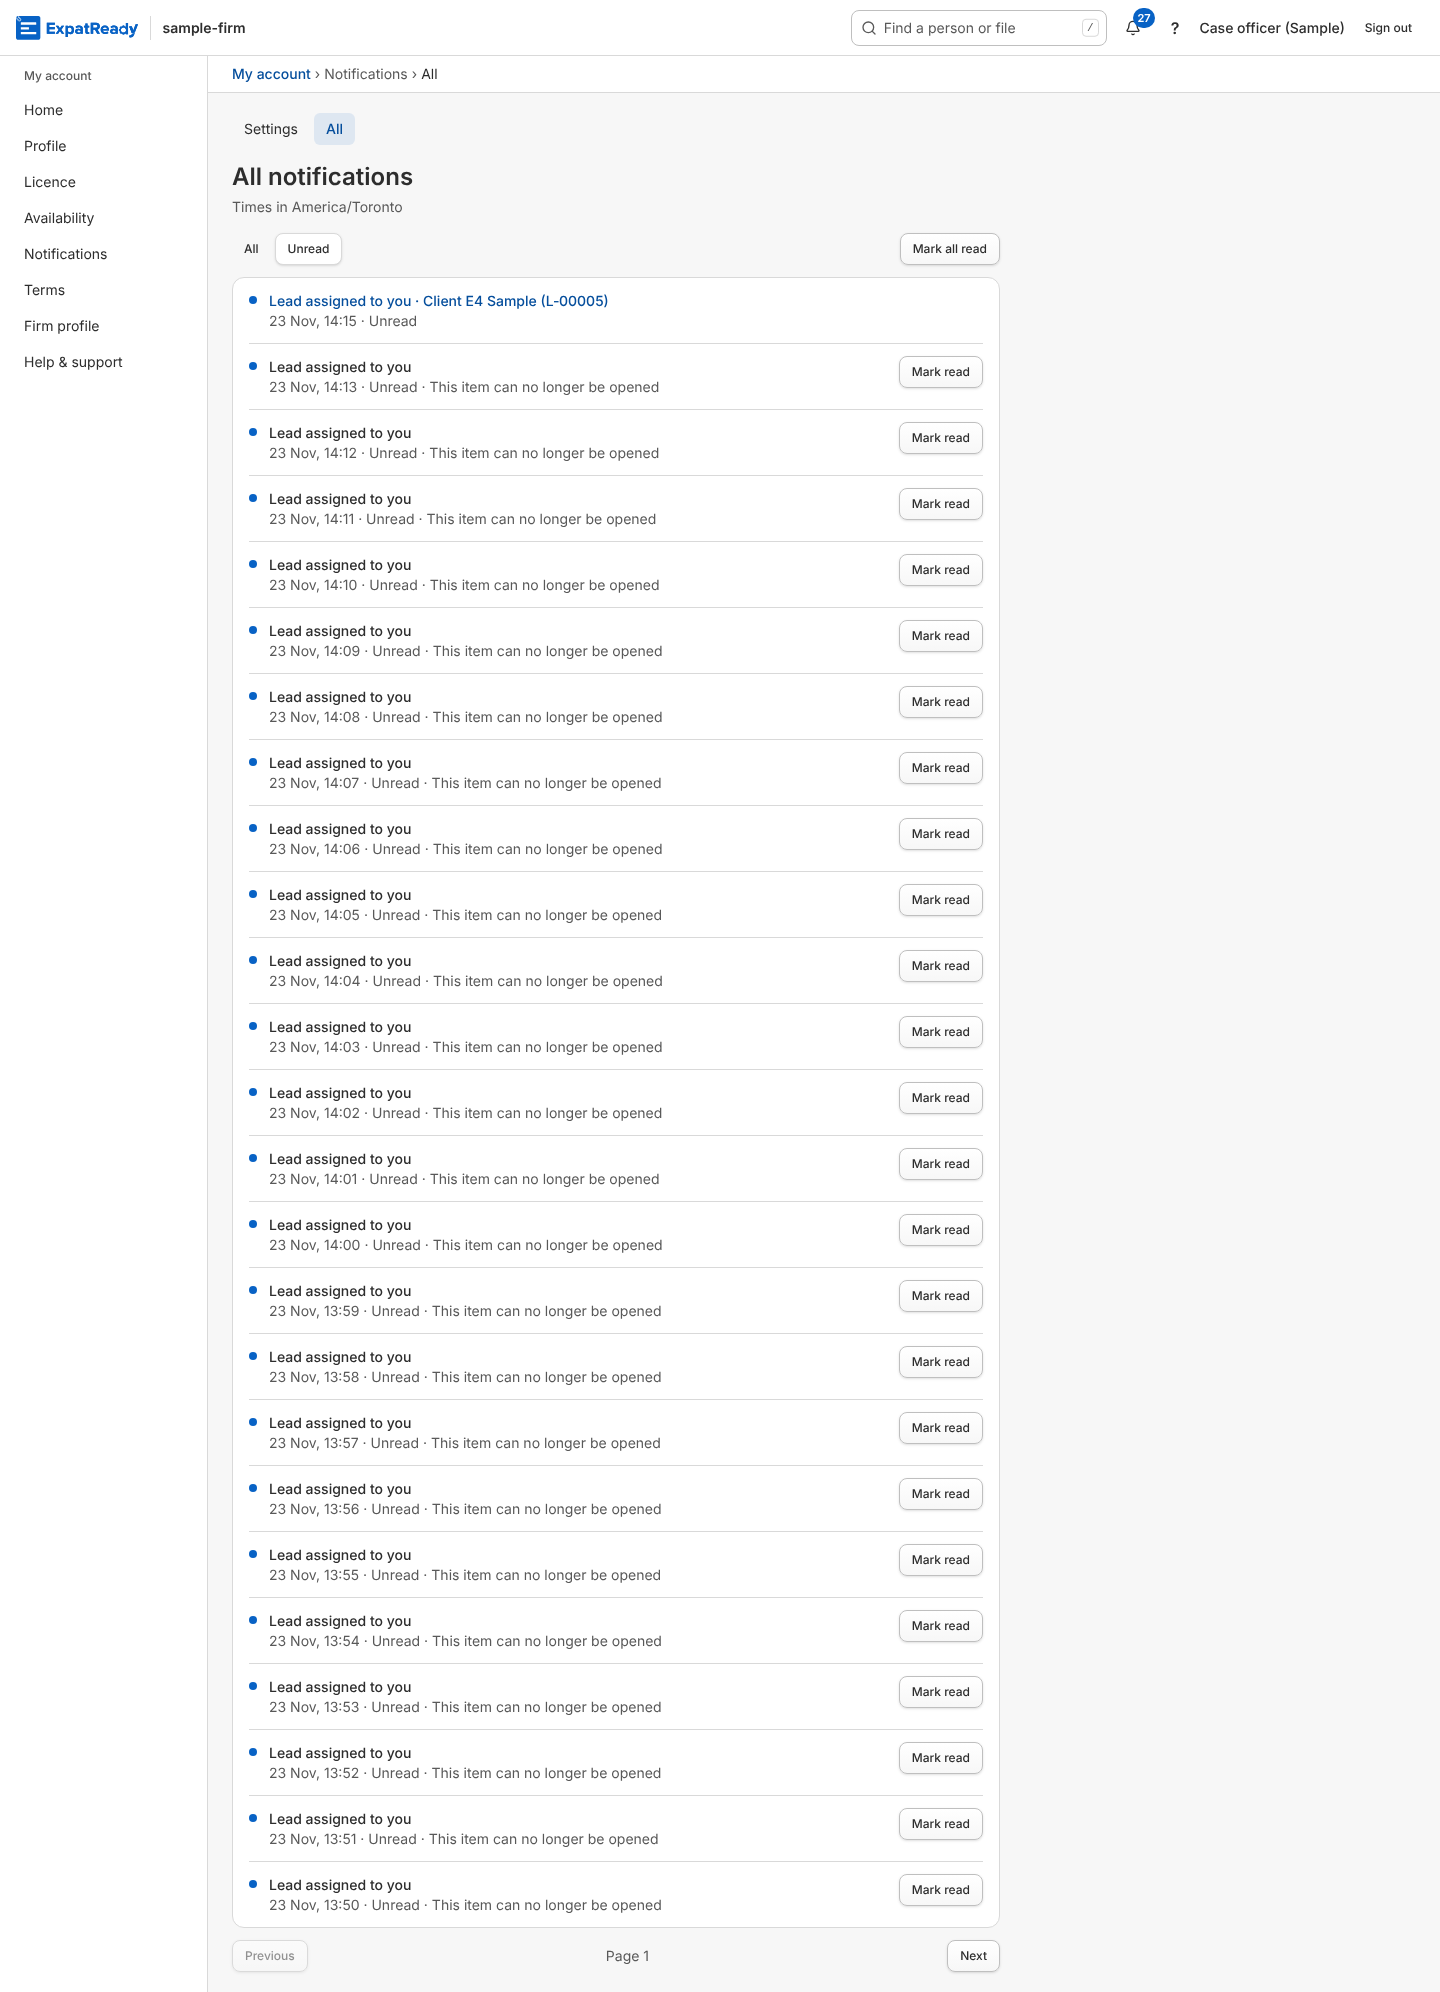 ExpatReady
sample-firm
Find a person or file
/
27
?
Case officer (Sample)
Sign out
My account
Home
Profile
Licence
Availability
Notifications
Terms
Firm profile
Help & support
My account › Notifications › All
Settings
All
All notifications
Times in America/Toronto
All
Unread
Mark all read
Lead assigned to you · Client E4 Sample (L-00005)
23 Nov, 14:15 · Unread
Lead assigned to you
23 Nov, 14:13 · Unread · This item can no longer be opened
Mark read
Lead assigned to you
23 Nov, 14:12 · Unread · This item can no longer be opened
Mark read
Lead assigned to you
23 Nov, 14:11 · Unread · This item can no longer be opened
Mark read
Lead assigned to you
23 Nov, 14:10 · Unread · This item can no longer be opened
Mark read
Lead assigned to you
23 Nov, 14:09 · Unread · This item can no longer be opened
Mark read
Lead assigned to you
23 Nov, 14:08 · Unread · This item can no longer be opened
Mark read
Lead assigned to you
23 Nov, 14:07 · Unread · This item can no longer be opened
Mark read
Lead assigned to you
23 Nov, 14:06 · Unread · This item can no longer be opened
Mark read
Lead assigned to you
23 Nov, 14:05 · Unread · This item can no longer be opened
Mark read
Lead assigned to you
23 Nov, 14:04 · Unread · This item can no longer be opened
Mark read
Lead assigned to you
23 Nov, 14:03 · Unread · This item can no longer be opened
Mark read
Lead assigned to you
23 Nov, 14:02 · Unread · This item can no longer be opened
Mark read
Lead assigned to you
23 Nov, 14:01 · Unread · This item can no longer be opened
Mark read
Lead assigned to you
23 Nov, 14:00 · Unread · This item can no longer be opened
Mark read
Lead assigned to you
23 Nov, 13:59 · Unread · This item can no longer be opened
Mark read
Lead assigned to you
23 Nov, 13:58 · Unread · This item can no longer be opened
Mark read
Lead assigned to you
23 Nov, 13:57 · Unread · This item can no longer be opened
Mark read
Lead assigned to you
23 Nov, 13:56 · Unread · This item can no longer be opened
Mark read
Lead assigned to you
23 Nov, 13:55 · Unread · This item can no longer be opened
Mark read
Lead assigned to you
23 Nov, 13:54 · Unread · This item can no longer be opened
Mark read
Lead assigned to you
23 Nov, 13:53 · Unread · This item can no longer be opened
Mark read
Lead assigned to you
23 Nov, 13:52 · Unread · This item can no longer be opened
Mark read
Lead assigned to you
23 Nov, 13:51 · Unread · This item can no longer be opened
Mark read
Lead assigned to you
23 Nov, 13:50 · Unread · This item can no longer be opened
Mark read
Previous
Page 1
Next